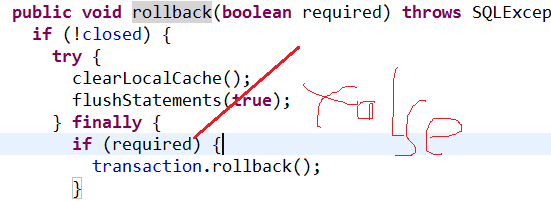 public void rollback(boolean required) throws SQLExcep
if (!closed) {
try {
clearLocalCache();
flushStatements(true);
} finally {
if (required) {
transaction.rollback();
}
false